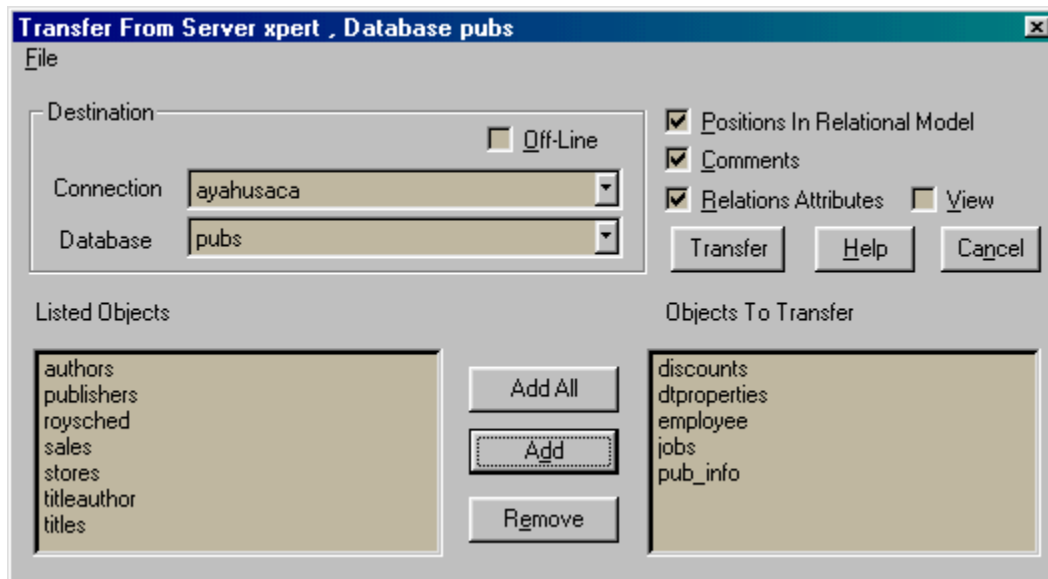 Transfer From Server xpert , Database pubs
File
Destination
Off-Line
Connection ayahusaca
Database pubs
Positions In Relational Model
Comments
Relations Attributes View
Transfer Help Cancel
Listed Objects
authors
publishers
roysched
sales
stores
titleauthor
titles
Add All
Add
Remove
Objects To Transfer
discounts
dtproperties
employee
jobs
pub_info